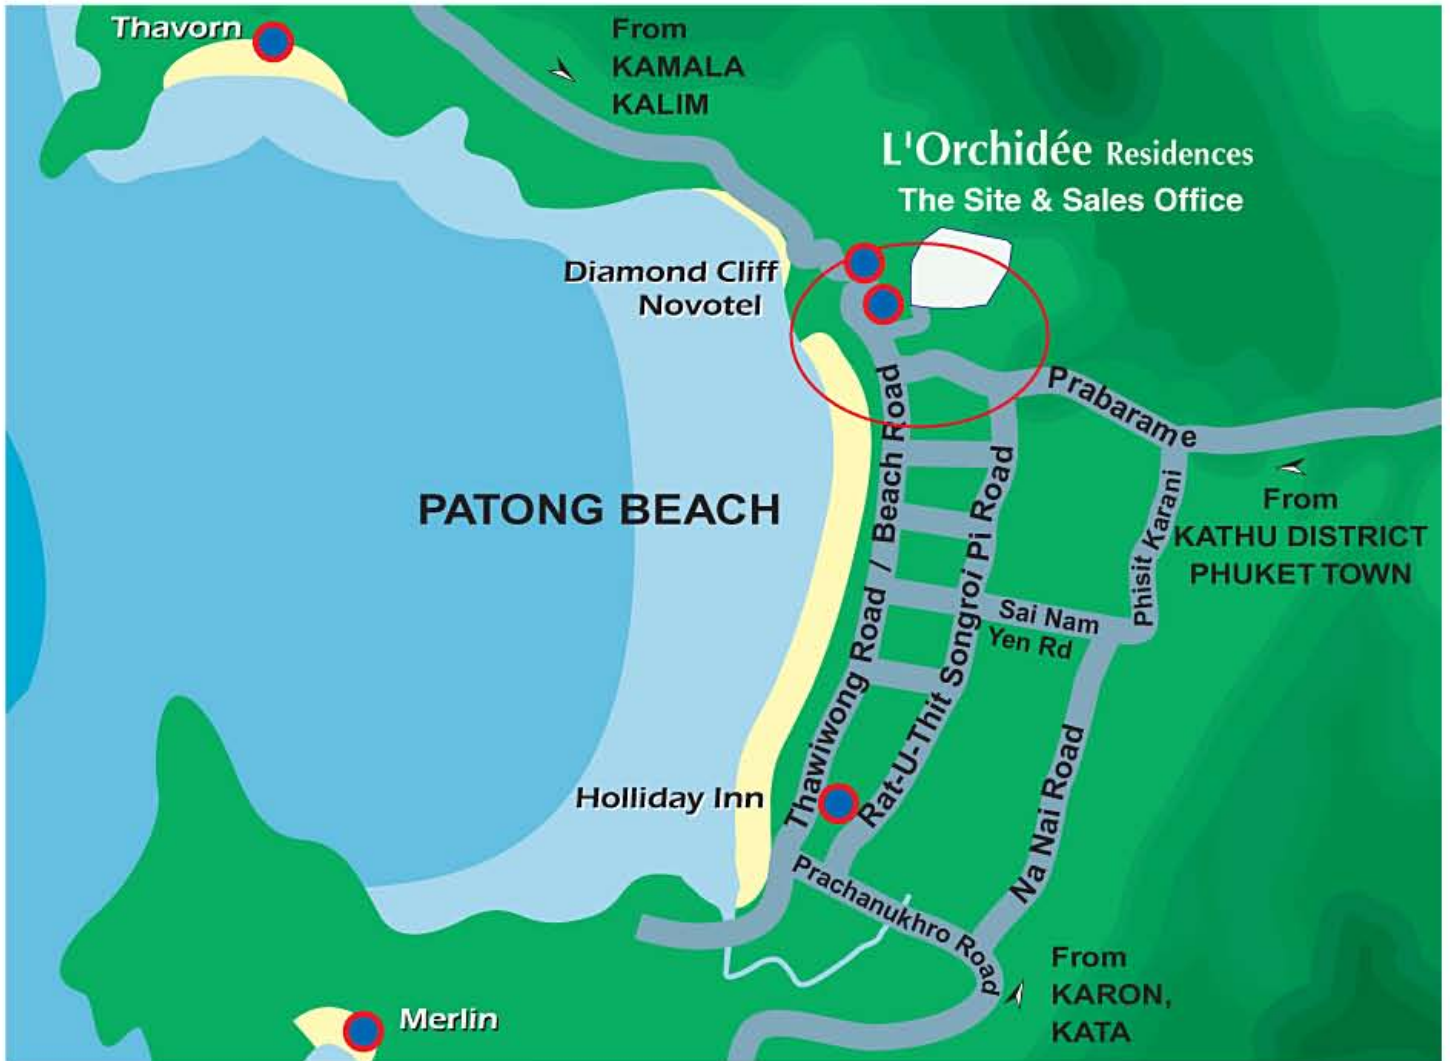 Thavorn
From
KAMALA
KALIM
L'Orchidée Residences
The Site & Sales Office
Diamond Cliff
Novotel
Prabarame
PATONG BEACH
Thawiwong Road / Beach Road
Rat-U-Thit Songroi Pi Road
Phisit Karani
From
KATHU DISTRICT
PHUKET TOWN
Sai Nam
Yen Rd
Holliday Inn
Na Nai Road
Prachanukhro Road
From
KARON,
KATA
Merlin